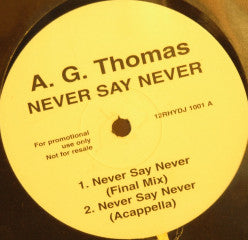 A. G. Thomas
NEVER SAY NEVER
For promotional
use only
Not for resale
12RHYDJ 1001 A
1. Never Say Never
(Final Mix)
2. Never Say Never
(Acappella)